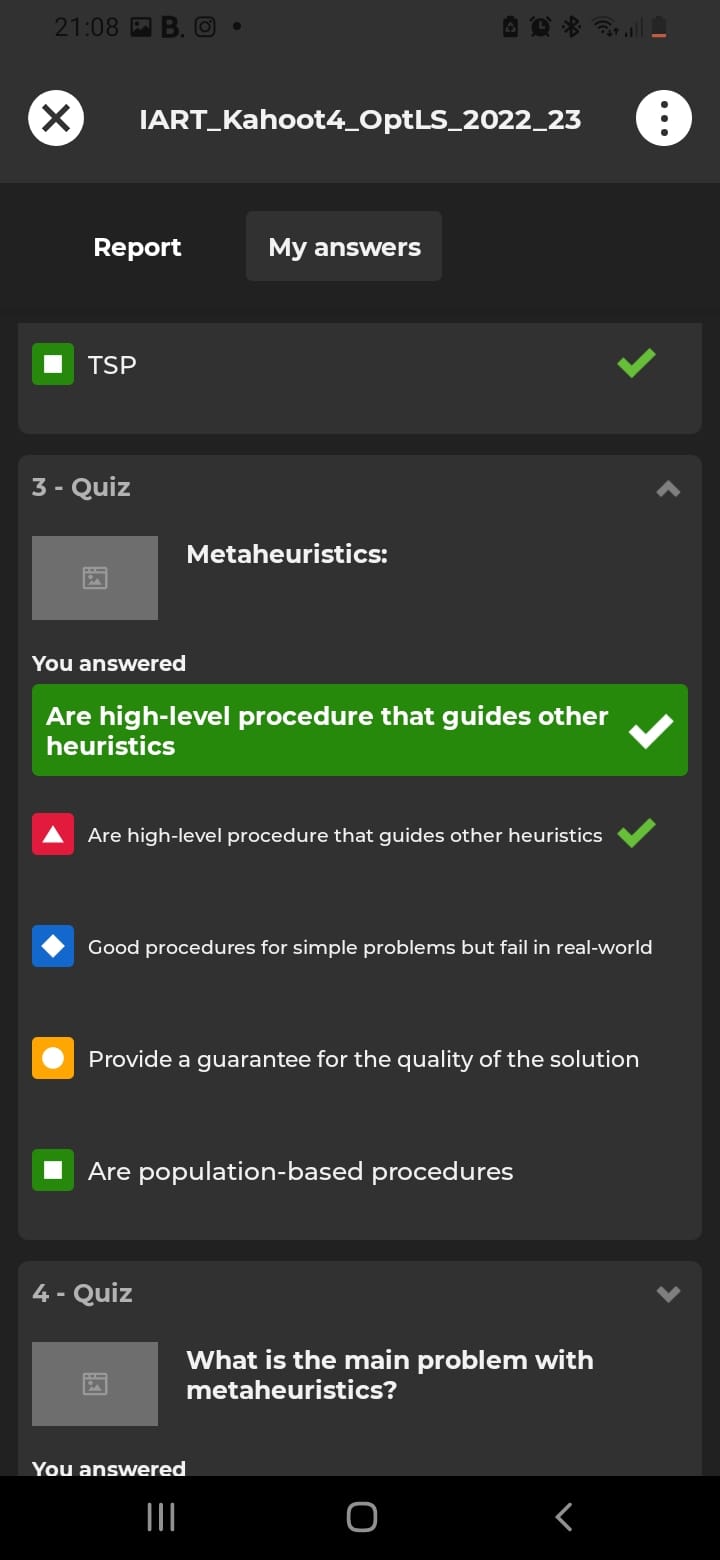 21:08 B.
IART_Kahoot4_OptLS_2022_23
Report My answers
TSP
3 - Quiz
Metaheuristics:
You answered
Are high-level procedure that guides other
heuristics
Are high-level procedure that guides other heuristics
Good procedures for simple problems but fail in real-world
Provide a guarantee for the quality of the solution
Are population-based procedures
4 - Quiz
What is the main problem with
metaheuristics?
You answered